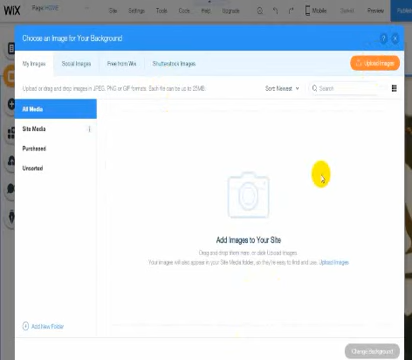 WIX Page: HOME Site Settings Tools Code Help Upgrade Mobile Saved Preview Publish
Choose an Image for Your Background ? x
My Images Social Images Free from Wix Shutterstock Images Upload Images
Upload or drag and drop images in JPEG, PNG or GIF formats. Each file can be up to 25MB. Sort: Newest Search
All Media
Site Media
Purchased
Unsorted
Add Images to Your Site
Drag and drop them here, or click Upload Images
Your images will also appear in your Site Media folder, so they're easy to find and use. Upload Images
Add New Folder
Change Background